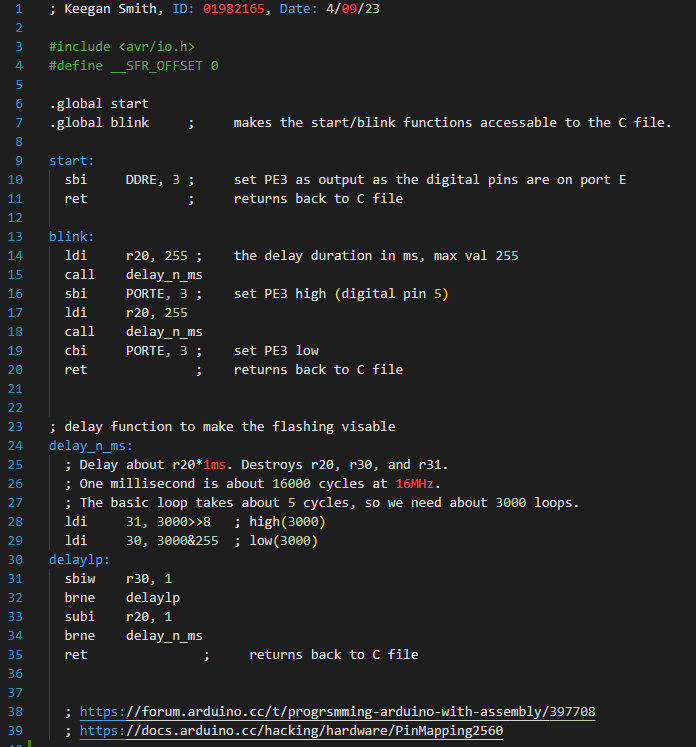 1 ; Keegan Smith, ID: 01982165, Date: 4/09/23
2
3 #include <avr/io.h>
4 #define __SFR_OFFSET 0
5
6 .global start
7 .global blink ; makes the start/blink functions accessable to the C file.
8
9 start:
10 sbi DDRE, 3 ; set PE3 as output as the digital pins are on port E
11 ret ; returns back to C file
12
13 blink:
14 ldi r20, 255 ; the delay duration in ms, max val 255
15 call delay_n_ms
16 sbi PORTE, 3 ; set PE3 high (digital pin 5)
17 ldi r20, 255
18 call delay_n_ms
19 cbi PORTE, 3 ; set PE3 low
20 ret ; returns back to C file
21
22
23 ; delay function to make the flashing visable
24 delay_n_ms:
25 ; Delay about r20*1ms. Destroys r20, r30, and r31.
26 ; One millisecond is about 16000 cycles at 16MHz.
27 ; The basic loop takes about 5 cycles, so we need about 3000 loops.
28 ldi 31, 3000>>8 ; high(3000)
29 ldi 30, 3000&255 ; low(3000)
30 delaylp:
31 sbiw r30, 1
32 brne delaylp
33 subi r20, 1
34 brne delay_n_ms
35 ret ; returns back to C file
36
37
38 ; https://forum.arduino.cc/t/progrsmming-arduino-with-assembly/397708
39 ; https://docs.arduino.cc/hacking/hardware/PinMapping2560